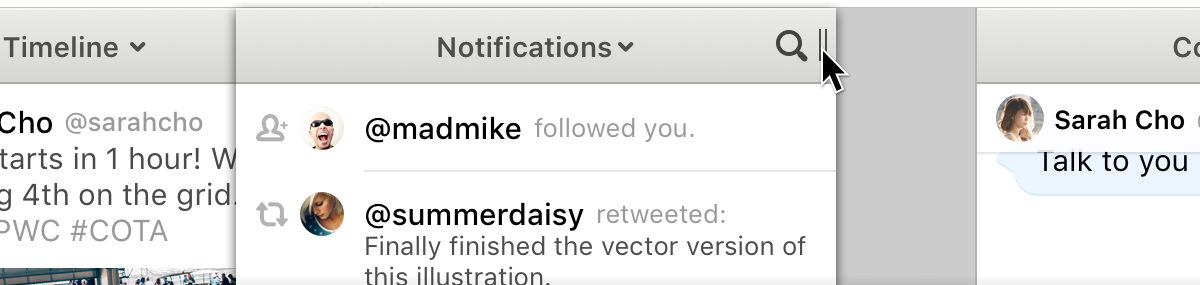 Timeline
Notifications
Co
Cho @sarahcho
tarts in 1 hour! W
g 4th on the grid.
PWC #COTA
@madmike followed you.
@summerdaisy retweeted:
Finally finished the vector version of
this illustration.
Sarah Cho @
Talk to you